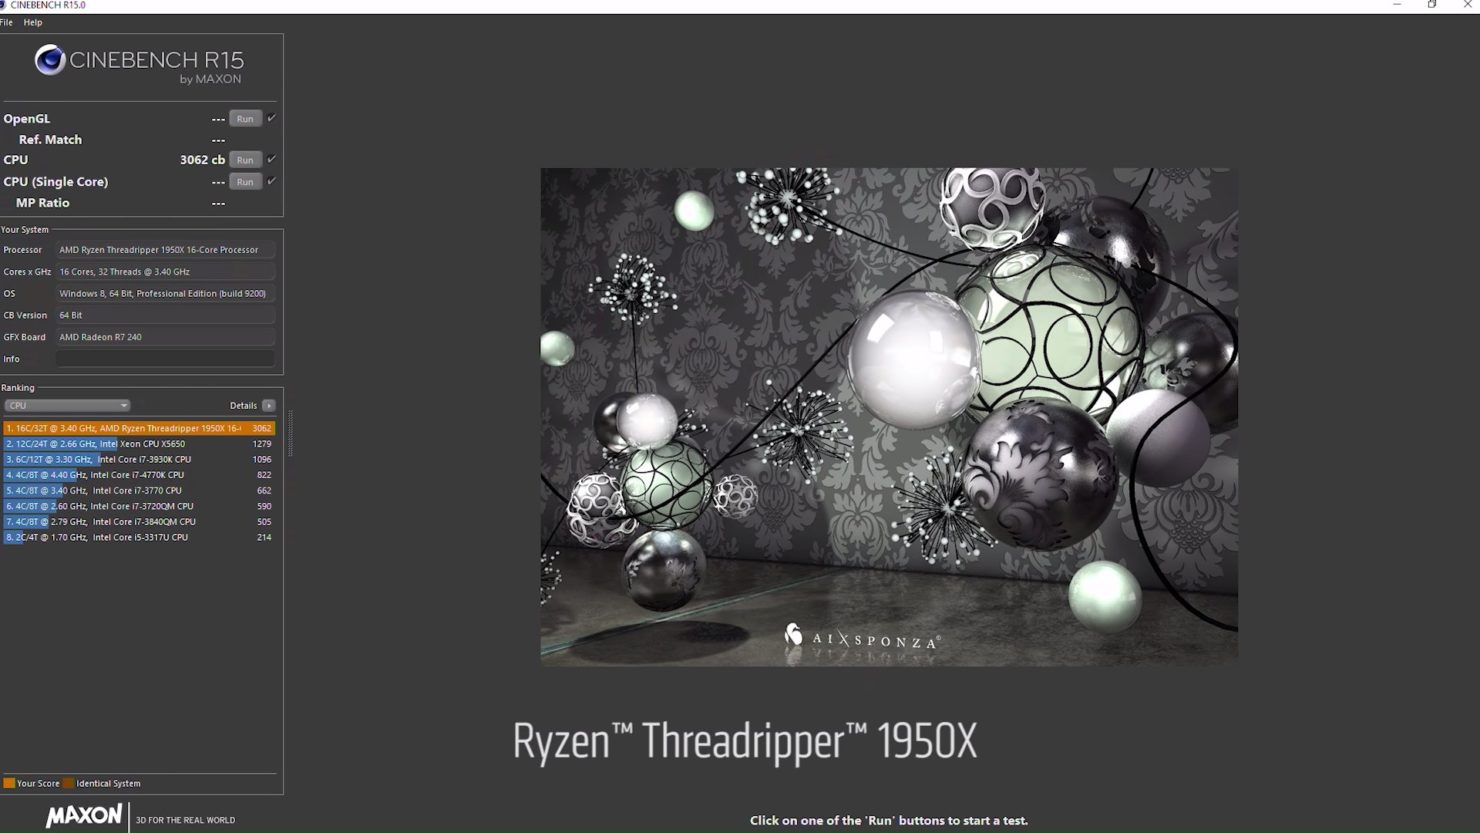 CINEBENCH R15.0
File Help
CINEBENCH R15
by MAXON
OpenGL --- Run
Ref. Match ---
CPU 3062 cb Run
CPU (Single Core) --- Run
MP Ratio ---
Your System
Processor AMD Ryzen Threadripper 1950X 16-Core Processor
Cores x GHz 16 Cores, 32 Threads @ 3.40 GHz
OS Windows 8, 64 Bit, Professional Edition (build 9200)
CB Version 64 Bit
GFX Board AMD Radeon R7 240
Info
Ranking
CPU Details
1. 16C/32T @ 3.40 GHz, AMD Ryzen Threadripper 1950X 16- 3062
2. 12C/24T @ 2.66 GHz, Intel Xeon CPU X5650 1279
3. 6C/12T @ 3.30 GHz, Intel Core i7-3930K CPU 1096
4. 4C/8T @ 4.40 GHz, Intel Core i7-4770K CPU 822
5. 4C/8T @ 3.40 GHz, Intel Core i7-3770 CPU 662
6. 4C/8T @ 2.60 GHz, Intel Core i7-3720QM CPU 590
7. 4C/8T @ 2.79 GHz, Intel Core i7-3840QM CPU 505
8. 2C/4T @ 1.70 GHz, Intel Core i5-3317U CPU 214
AIXSPONZA®
Ryzen™ Threadripper™ 1950X
Your Score Identical System
MAXON 3D FOR THE REAL WORLD
Click on one of the 'Run' buttons to start a test.